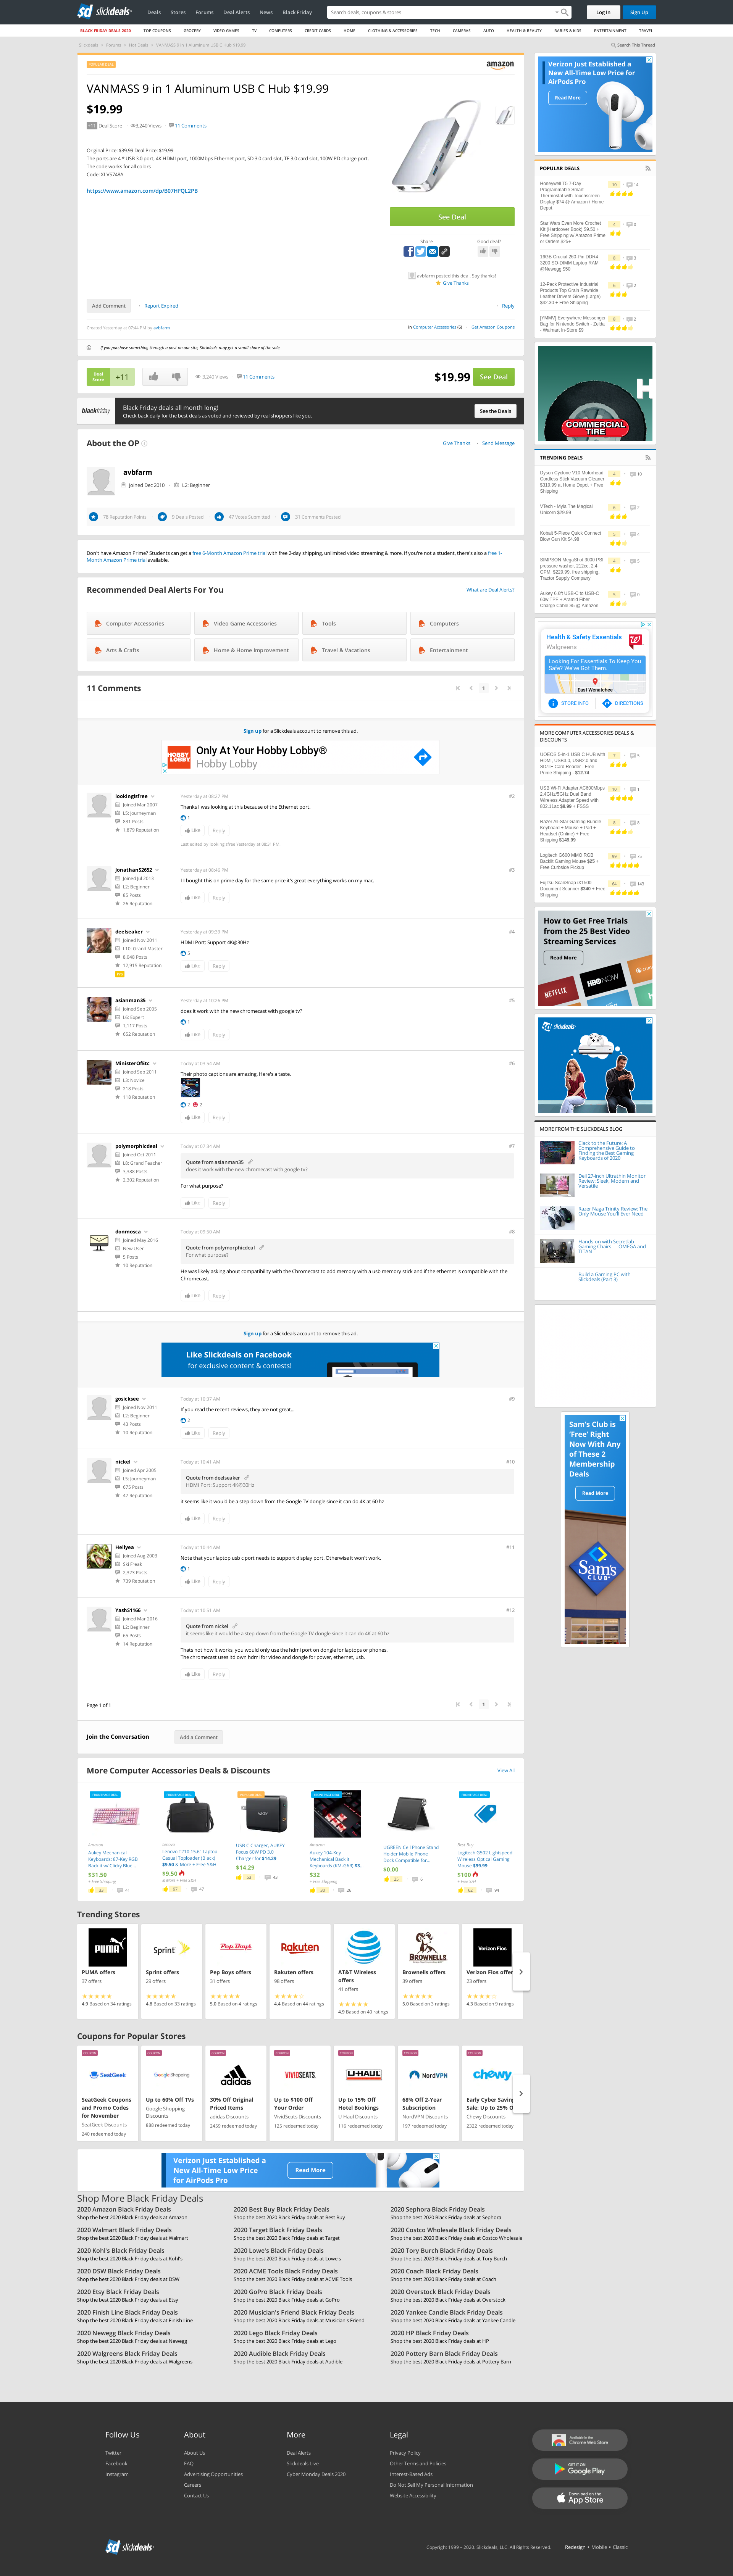 slickdeals
Deals Stores Forums Deal Alerts News Black Friday
Search deals, coupons & stores
Log In Sign Up
BLACK FRIDAY DEALS 2020 TOP COUPONS GROCERY VIDEO GAMES TV COMPUTERS CREDIT CARDS HOME CLOTHING & ACCESSORIES TECH CAMERAS AUTO HEALTH & BEAUTY BABIES & KIDS ENTERTAINMENT TRAVEL
Slickdeals Forums Hot Deals VANMASS 9 in 1 Aluminum USB C Hub $19.99
Search This Thread
amazon
VANMASS 9 in 1 Aluminum USB C Hub $19.99
$19.99
+11 Deal Score 3,240 Views 11 Comments
Original Price: $39.99 Deal Price: $19.99
The ports are 4 * USB 3.0 port, 4K HDMI port, 1000Mbps Ethernet port, SD 3.0 card slot, TF 3.0 card slot, 100W PD charge port.
The code works for all colors
Code: XLVS748A
https://www.amazon.com/dp/B07HFQL2PB
See Deal
Share Good deal?
avbfarm posted this deal. Say thanks!
Give Thanks
Add Comment Report Expired Reply
Created Yesterday at 07:44 PM by avbfarm
in Computer Accessories (6) Get Amazon Coupons
If you purchase something through a post on our site, Slickdeals may get a small share of the sale.
Deal Score +11 3,240 Views 11 Comments $19.99 See Deal
blackfriday
Black Friday deals all month long!
Check back daily for the best deals as voted and reviewed by real shoppers like you.
See the Deals
About the OP
Give Thanks Send Message
avbfarm
Joined Dec 2010 L2: Beginner
78 Reputation Points 9 Deals Posted 47 Votes Submitted 51 Comments Posted
Don't have Amazon Prime? Students can get a free 6-Month Amazon Prime trial with free 2-day shipping, unlimited video streaming & more. If you're not a student, there's also a free 1-
Month Amazon Prime trial available.
Recommended Deal Alerts For You
What are Deal Alerts?
Computer Accessories Video Game Accessories Tools Computers
Arts & Crafts Home & Home Improvement Travel & Vacations Entertainment
11 Comments
1
Sign up for a Slickdeals account to remove this ad.
HOBBY LOBBY
Only At Your Hobby Lobby®
Hobby Lobby
lookingisfree
Joined Mar 2007
L5: Journeyman
831 Posts
1,879 Reputation
Yesterday at 08:27 PM #2
Thanks I was looking at this because of the Ethernet port.
1
Like Reply
Last edited by lookingisfree Yesterday at 08:31 PM.
Jonathan52652
Joined Jul 2013
L2: Beginner
85 Posts
26 Reputation
Yesterday at 08:46 PM #3
I I bought this on prime day for the same price it's great everything works on my mac.
Like Reply
deelseaker
Joined Nov 2011
L10: Grand Master
8,048 Posts
12,915 Reputation
Pro
Yesterday at 09:39 PM #4
HDMI Port: Support 4K@30Hz
5
Like Reply
asianman35
Joined Sep 2005
L6: Expert
1,117 Posts
652 Reputation
Yesterday at 10:26 PM #5
does it work with the new chromecast with google tv?
1
Like Reply
MinisterOfEtc
Joined Sep 2011
L3: Novice
218 Posts
118 Reputation
Today at 03:54 AM #6
Their photo captions are amazing. Here's a taste.
2 2
Like Reply
polymorphicdeal
Joined Oct 2011
L8: Grand Teacher
3,388 Posts
2,302 Reputation
Today at 07:34 AM #7
Quote from asianman35
does it work with the new chromecast with google tv?
For what purpose?
Like Reply
donmosca
Joined May 2016
New User
5 Posts
10 Reputation
Today at 09:50 AM #8
Quote from polymorphicdeal
For what purpose?
He was likely asking about compatibility with the Chromecast to add memory with a usb memory stick and if the ethernet is compatible with the
Chromecast.
Like Reply
Sign up for a Slickdeals account to remove this ad.
Like Slickdeals on Facebook
for exclusive content & contests!
gosicksee
Joined Nov 2011
L2: Beginner
43 Posts
10 Reputation
Today at 10:37 AM #9
If you read the recent reviews, they are not great...
2
Like Reply
nickel
Joined Apr 2005
L5: Journeyman
675 Posts
47 Reputation
Today at 10:41 AM #10
Quote from deelseaker
HDMI Port: Support 4K@30Hz
it seems like it would be a step down from the Google TV dongle since it can do 4K at 60 hz
Like Reply
Hellyea
Joined Aug 2003
Ski Freak
2,323 Posts
739 Reputation
Today at 10:44 AM #11
Note that your laptop usb c port needs to support display port. Otherwise it won't work.
1
Like Reply
YashS1166
Joined Mar 2016
L2: Beginner
65 Posts
14 Reputation
Today at 10:51 AM #12
Quote from nickel
it seems like it would be a step down from the Google TV dongle since it can do 4K at 60 hz
Thats not how it works, you would only use the hdmi port on dongle for laptops or phones.
The chromecast uses itd own hdmi for video and dongle for power, ethernet, usb.
Like Reply
Page 1 of 1
1
Join the Conversation Add a Comment
More Computer Accessories Deals & Discounts
View All
Amazon
Aukey Mechanical
Keyboards: 87-Key RGB
Backlit w/ Clicky Blue...
$31.50
+ Free Shipping
33 41
Lenovo
Lenovo T210 15.6" Laptop
Casual Toploader (Black)
$9.50 & More + Free S&H
$9.50
& More + Free S&H
87 47
USB C Charger, AUKEY
Focus 60W PD 3.0
Charger for $14.29
$14.29
53 43
Amazon
Aukey 104-Key
Mechanical Backlit
Keyboards (KM-G6R) $3...
$32
+ Free Shipping
30 26
UGREEN Cell Phone Stand
Holder Mobile Phone
Dock Compatible for...
$0.00
25 6
Best Buy
Logitech G502 Lightspeed
Wireless Optical Gaming
Mouse $99.99
$100
+ Free S/H
62 94
Trending Stores
PUMA offers
37 offers
4.9 Based on 34 ratings
Sprint offers
29 offers
4.8 Based on 33 ratings
Pep Boys offers
31 offers
5.0 Based on 4 ratings
Rakuten offers
98 offers
4.4 Based on 44 ratings
AT&T Wireless
offers
41 offers
4.9 Based on 40 ratings
Brownells offers
39 offers
5.0 Based on 3 ratings
Verizon Fios offers
23 offers
4.3 Based on 9 ratings
Coupons for Popular Stores
SeatGeek
SeatGeek Coupons
and Promo Codes
for November
SeatGeek Discounts
240 redeemed today
Google Shopping
Up to 60% Off TVs
Google Shopping
Discounts
888 redeemed today
adidas
30% Off Original
Priced Items
adidas Discounts
2459 redeemed today
VIVIDSEATS
Up to $100 Off
Your Order
VividSeats Discounts
125 redeemed today
U-HAUL
Up to 15% Off
Hotel Bookings
U-Haul Discounts
116 redeemed today
NordVPN
68% Off 2-Year
Subscription
NordVPN Discounts
197 redeemed today
chewy
Early Cyber Saving
Sale: Up to 25% O
Chewy Discounts
2322 redeemed today
Verizon Just Established a
New All-Time Low Price
for AirPods Pro
Read More
Shop More Black Friday Deals
2020 Amazon Black Friday Deals
Shop the best 2020 Black Friday deals at Amazon
2020 Best Buy Black Friday Deals
Shop the best 2020 Black Friday deals at Best Buy
2020 Sephora Black Friday Deals
Shop the best 2020 Black Friday deals at Sephora
2020 Walmart Black Friday Deals
Shop the best 2020 Black Friday deals at Walmart
2020 Target Black Friday Deals
Shop the best 2020 Black Friday deals at Target
2020 Costco Wholesale Black Friday Deals
Shop the best 2020 Black Friday deals at Costco Wholesale
2020 Kohl's Black Friday Deals
Shop the best 2020 Black Friday deals at Kohl's
2020 Lowe's Black Friday Deals
Shop the best 2020 Black Friday deals at Lowe's
2020 Tory Burch Black Friday Deals
Shop the best 2020 Black Friday deals at Tory Burch
2020 DSW Black Friday Deals
Shop the best 2020 Black Friday deals at DSW
2020 ACME Tools Black Friday Deals
Shop the best 2020 Black Friday deals at ACME Tools
2020 Coach Black Friday Deals
Shop the best 2020 Black Friday deals at Coach
2020 Etsy Black Friday Deals
Shop the best 2020 Black Friday deals at Etsy
2020 GoPro Black Friday Deals
Shop the best 2020 Black Friday deals at GoPro
2020 Overstock Black Friday Deals
Shop the best 2020 Black Friday deals at Overstock
2020 Finish Line Black Friday Deals
Shop the best 2020 Black Friday deals at Finish Line
2020 Musician's Friend Black Friday Deals
Shop the best 2020 Black Friday deals at Musician's Friend
2020 Yankee Candle Black Friday Deals
Shop the best 2020 Black Friday deals at Yankee Candle
2020 Newegg Black Friday Deals
Shop the best 2020 Black Friday deals at Newegg
2020 Lego Black Friday Deals
Shop the best 2020 Black Friday deals at Lego
2020 HP Black Friday Deals
Shop the best 2020 Black Friday deals at HP
2020 Walgreens Black Friday Deals
Shop the best 2020 Black Friday deals at Walgreens
2020 Audible Black Friday Deals
Shop the best 2020 Black Friday deals at Audible
2020 Pottery Barn Black Friday Deals
Shop the best 2020 Black Friday deals at Pottery Barn
Verizon Just Established a
New All-Time Low Price for
AirPods Pro
Read More
POPULAR DEALS
Honeywell T5 7-Day
Programmable Smart
Thermostat with Touchscreen
Display $74 @ Amazon / Home
Depot
10 14
Star Wars Even More Crochet
Kit (Hardcover Book) $9.50 +
Free Shipping w/ Amazon Prime
or Orders $25+
16GB Crucial 260-Pin DDR4
3200 SO-DIMM Laptop RAM
@Newegg $50
12-Pack Protective Industrial
Products Top Grain Rawhide
Leather Drivers Glove (Large)
$42.30 + Free Shipping
[YMMV] Everywhere Messenger
Bag for Nintendo Switch - Zelda
- Walmart In-Store $8
H
COMMERCIAL
TIRE
TRENDING DEALS
Dyson Cyclone V10 Motorhead
Cordless Stick Vacuum Cleaner
$319.99 at Home Depot + Free
Shipping
VTech - Myla The Magical
Unicorn $29.99
Kobalt 5-Piece Quick Connect
Blow Gun Kit $4.98
SIMPSON MegaShot 3000 PSI
pressure washer, 212cc, 2.4
GPM, $229.99, free shipping,
Tractor Supply Company
Aukey 6.6ft USB-C to USB-C
60w TPE + Aramid Fiber
Charge Cable $5 @ Amazon
Health & Safety Essentials
Walgreens
Looking For Essentials To Keep You
Safe? We've Got Them.
East Wenatchee
STORE INFO DIRECTIONS
MORE COMPUTER ACCESSORIES DEALS &
DISCOUNTS
UOEOS 5-in-1 USB C HUB with
HDMI, USB3.0, USB2.0 and
SD/TF Card Reader - Free
Prime Shipping - $12.74
USB Wi-Fi Adapter AC600Mbps
2.4GHz/5GHz Dual Band
Wireless Adapter Speed with
802.11ac $8.99 + FSSS
Razer All-Star Gaming Bundle
Keyboard + Mouse + Pad +
Headset (Online) + Free
Shipping $149.99
Logitech G600 MMO RGB
Backlit Gaming Mouse $25 +
Free Curbside Pickup
Fujitsu ScanSnap iX1500
Document Scanner $340 + Free
Shipping
How to Get Free Trials
from the 25 Best Video
Streaming Services
Read More
NETFLIX HBO NOW
slickdeals
MORE FROM THE SLICKDEALS BLOG
Clack to the Future: A
Comprehensive Guide to
Finding the Best Gaming
Keyboards of 2020
Dell 27-inch Ultrathin Monitor
Review: Sleek, Modern and
Versatile
Razer Naga Trinity Review: The
Only Mouse You'll Ever Need
Hands-on with Secretlab
Gaming Chairs — OMEGA and
TITAN
Build a Gaming PC with
Slickdeals (Part 3)
Sam's Club is
'Free' Right
Now With Any
of These 2
Membership
Deals
Read More
Sam's
CLUB
Follow Us
Twitter
Facebook
Instagram
About
About Us
FAQ
Advertising Opportunities
Careers
Contact Us
More
Deal Alerts
Slickdeals Live
Cyber Monday Deals 2020
Legal
Privacy Policy
Other Terms and Policies
Interest-Based Ads
Do Not Sell My Personal Information
Website Accessibility
Available in the
Chrome Web Store
GET IT ON
Google Play
Download on the
App Store
slickdeals
Copyright 1999 - 2020. Slickdeals, LLC. All Rights Reserved. Redesign • Mobile • Classic